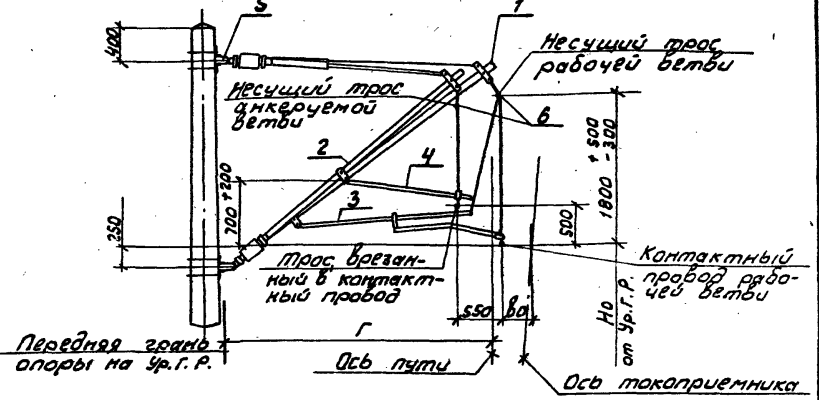 5
1
400
Несущий трос
рабочей ветви
Несущий трос
анкеруемой
ветви
6
2
4
1800 +500 -300
700 +200
3
500
250
Трос, врезан-
ный в контакт-
ный провод
Контактный
провод рабо-
чей ветви
Но
от Ур.Г.Р.
550
Г
Передняя грань
опоры на Ур.Г.Р.
Ось пути
Ось токоприемника